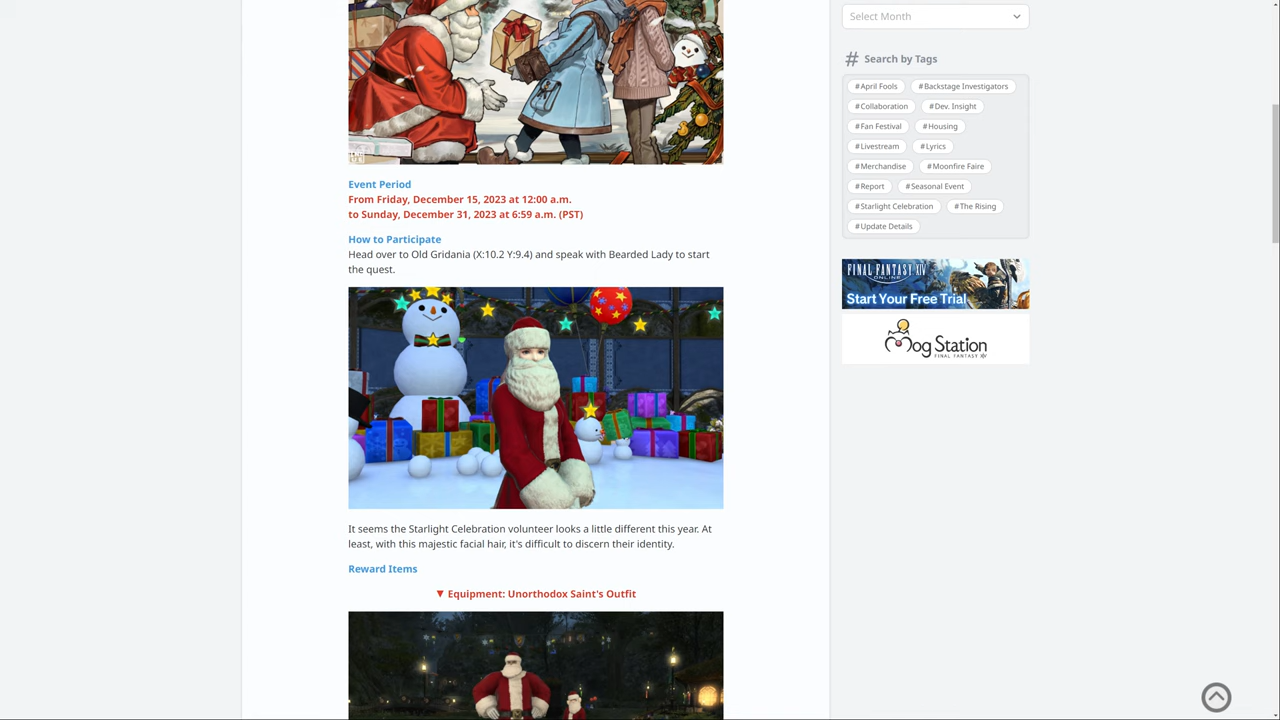 Event Period
From Friday, December 15, 2023 at 12:00 a.m.
to Sunday, December 31, 2023 at 6:59 a.m. (PST)
How to Participate
Head over to Old Gridania (X:10.2 Y:9.4) and speak with Bearded Lady to start
the quest.
It seems the Starlight Celebration volunteer looks a little different this year. At
least, with this majestic facial hair, it's difficult to discern their identity.
Reward Items
▼ Equipment: Unorthodox Saint's Outfit
Select Month
# Search by Tags
#April Fools #Backstage Investigators
#Collaboration #Dev. Insight
#Fan Festival #Housing
#Livestream #Lyrics
#Merchandise #Moonfire Faire
#Report #Seasonal Event
#Starlight Celebration #The Rising
#Update Details
FINAL FANTASY XIV
ONLINE
Start Your Free Trial
Mog Station
FINAL FANTASY XIV